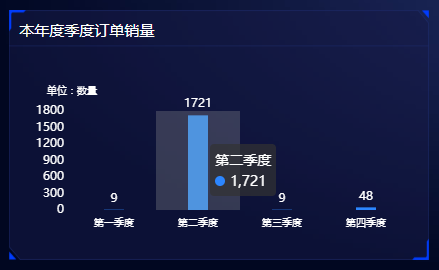 本年度季度订单销量
单位：数量
1800
1500
1200
900
600
300
0
9
1721
9
48
第二季度
1,721
第一季度
第二季度
第三季度
第四季度